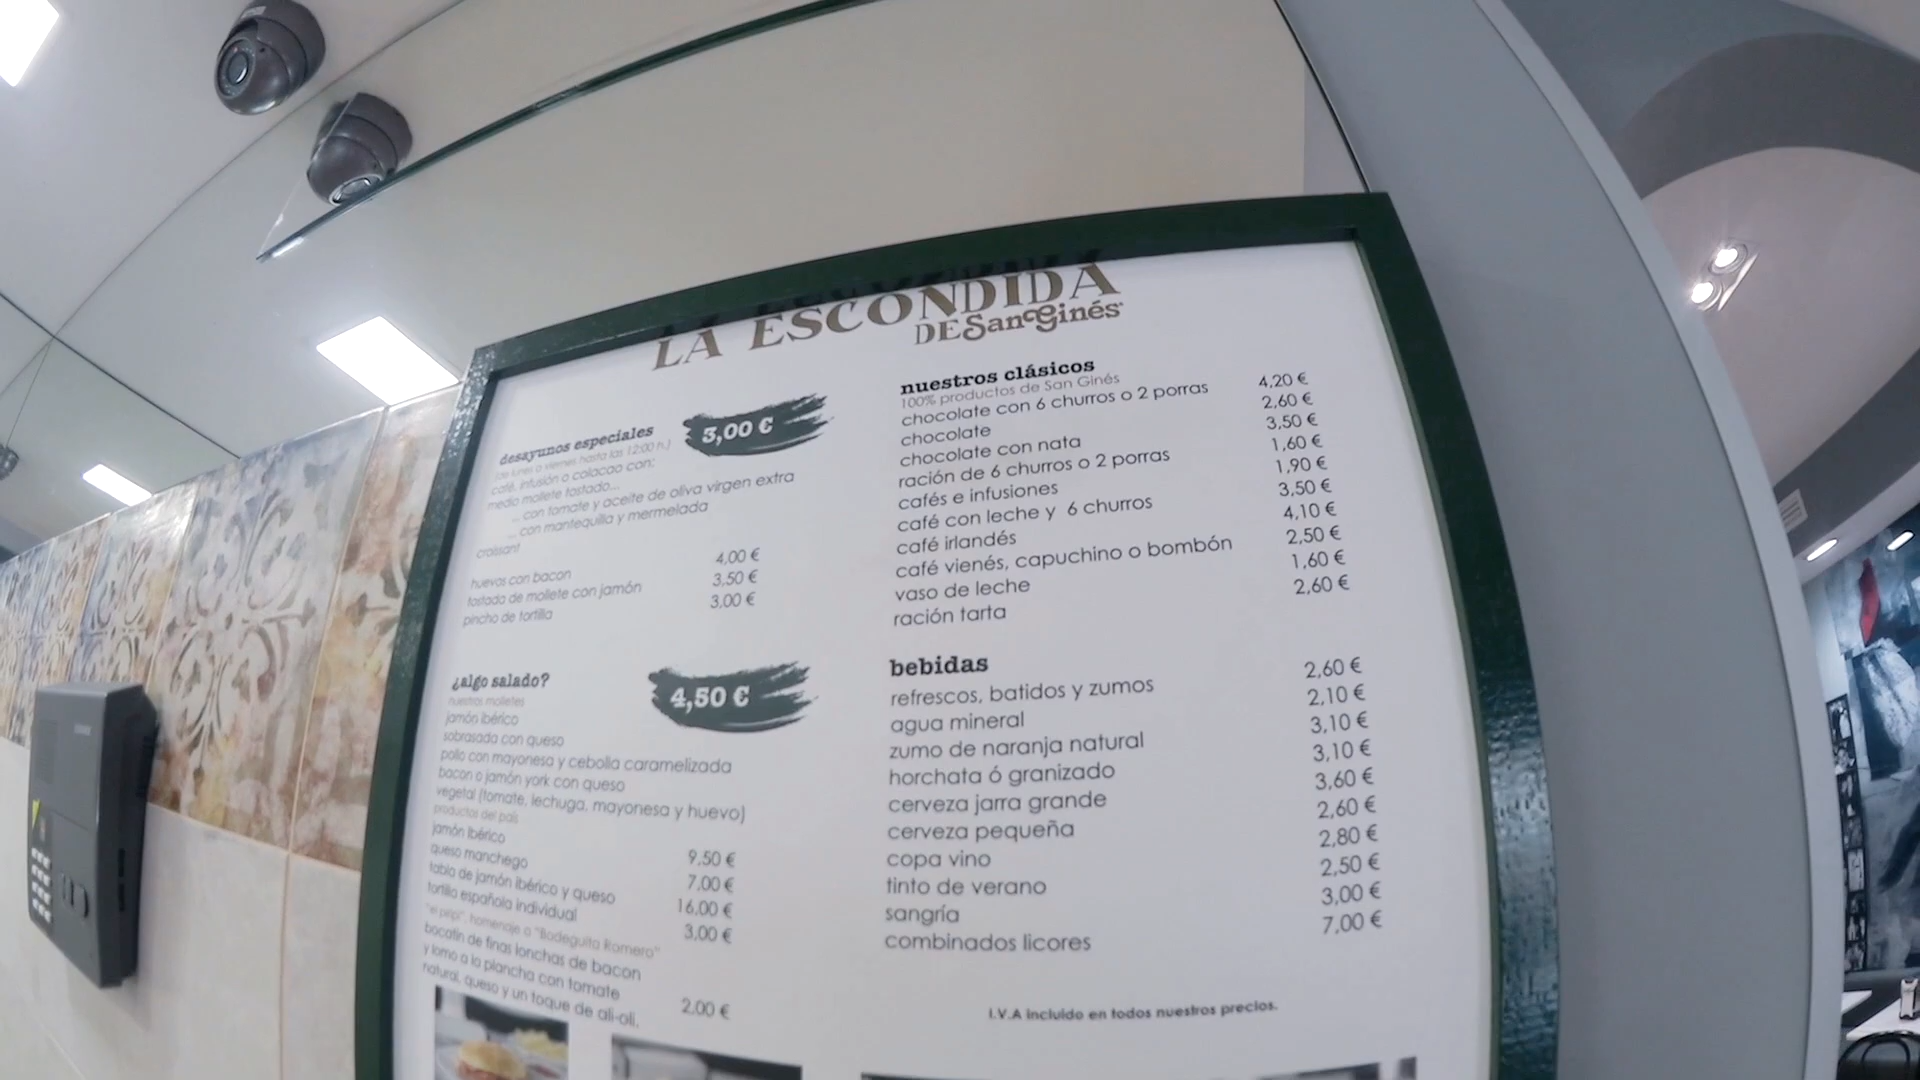 LA ESCONDIDA
DE San Ginés
desayunos especiales
3,00 €
(de lunes a viernes hasta las 12:00 h.)
café, infusión o colacao con:
medio mollete tostado...
... con tomate y aceite de oliva virgen extra
... con mantequilla y mermelada
croissant
huevos con bacon 4,00 €
tostada de mollete con jamón 3,50 €
pincho de tortilla 3,00 €
¿algo salado?
4,50 €
nuestros molletes
jamón ibérico
sobrasada con queso
pollo con mayonesa y cebolla caramelizada
bacon o jamón york con queso
vegetal (tomate, lechuga, mayonesa y huevo)
productos del país
jamón ibérico 9,50 €
queso manchego 7,00 €
tabla de jamón ibérico y queso 16,00 €
tortilla española individual 3,00 €
"el pepi", homenaje a "Bodeguita Romero"
bocatín de finas lonchas de bacon
y lomo a la plancha con tomate
natural, queso y un toque de ali-oli. 2,00 €
nuestros clásicos
100% productos de San Ginés
chocolate con 6 churros o 2 porras 4,20 €
chocolate 2,60 €
chocolate con nata 3,50 €
ración de 6 churros o 2 porras 1,60 €
cafés e infusiones 1,90 €
café con leche y 6 churros 3,50 €
café irlandés 4,10 €
café vienés, capuchino o bombón 2,50 €
vaso de leche 1,60 €
ración tarta 2,60 €
bebidas
refrescos, batidos y zumos 2,60 €
agua mineral 2,10 €
zumo de naranja natural 3,10 €
horchata ó granizado 3,10 €
cerveza jarra grande 3,60 €
cerveza pequeña 2,60 €
copa vino 2,80 €
tinto de verano 2,50 €
sangría 3,00 €
combinados licores 7,00 €
I.V.A incluido en todos nuestros precios.